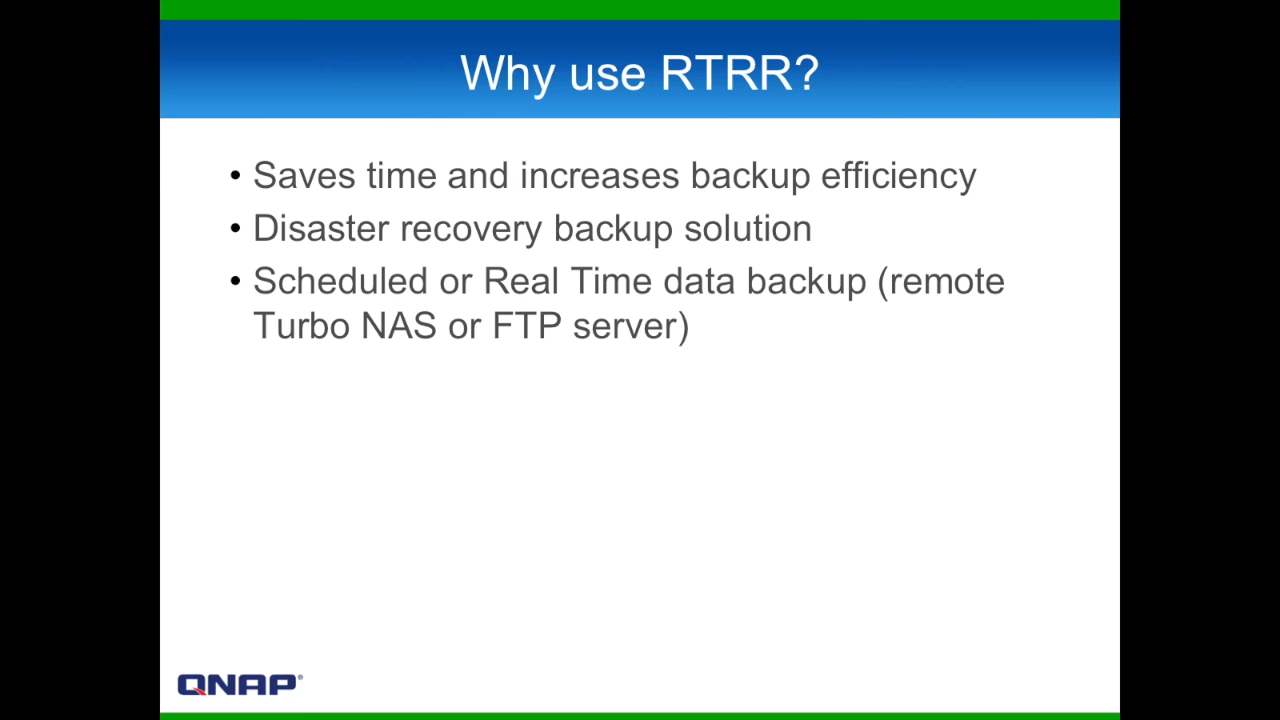 Why use RTRR?
• Saves time and increases backup efficiency
• Disaster recovery backup solution
• Scheduled or Real Time data backup (remote
Turbo NAS or FTP server)
QNAP®